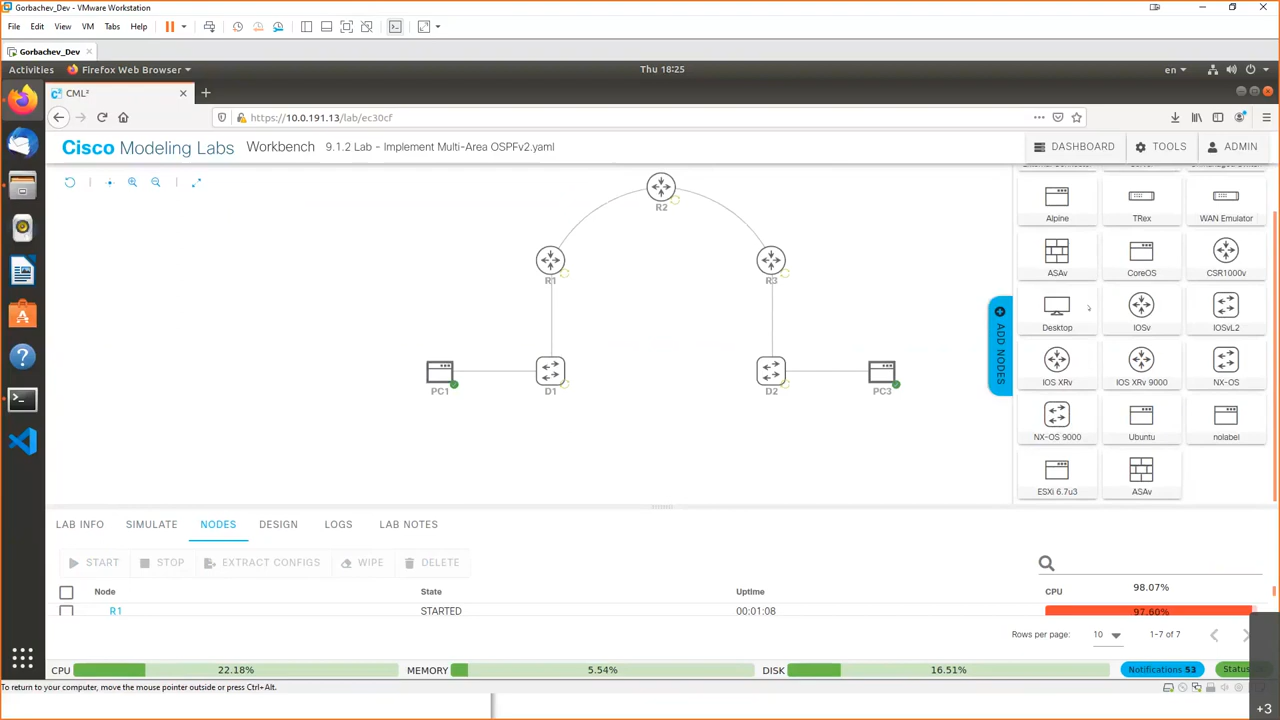 Gorbachev_Dev - VMware Workstation
File Edit View VM Tabs Help
Gorbachev_Dev
Activities Firefox Web Browser Thu 18:25 en
CML²
https://10.0.191.13/lab/ec30cf
Cisco Modeling Labs Workbench 9.1.2 Lab - Implement Multi-Area OSPFv2.yaml DASHBOARD TOOLS ADMIN
R2
R1 R3
PC1 D1 D2 PC3
ADD NODES
Alpine TRex WAN Emulator
ASAv CoreOS CSR1000v
Desktop IOSv IOSvL2
IOS XRv IOS XRv 9000 NX-OS
NX-OS 9000 Ubuntu nolabel
ESXi 6.7u3 ASAv
LAB INFO SIMULATE NODES DESIGN LOGS LAB NOTES
START STOP EXTRACT CONFIGS WIPE DELETE
Node State Uptime CPU 98.07%
R1 STARTED 00:01:08 97.60%
Rows per page: 10 1-7 of 7
CPU 22.18% MEMORY 5.54% DISK 16.51% Notifications 53 Status
To return to your computer, move the mouse pointer outside or press Ctrl+Alt.
+3